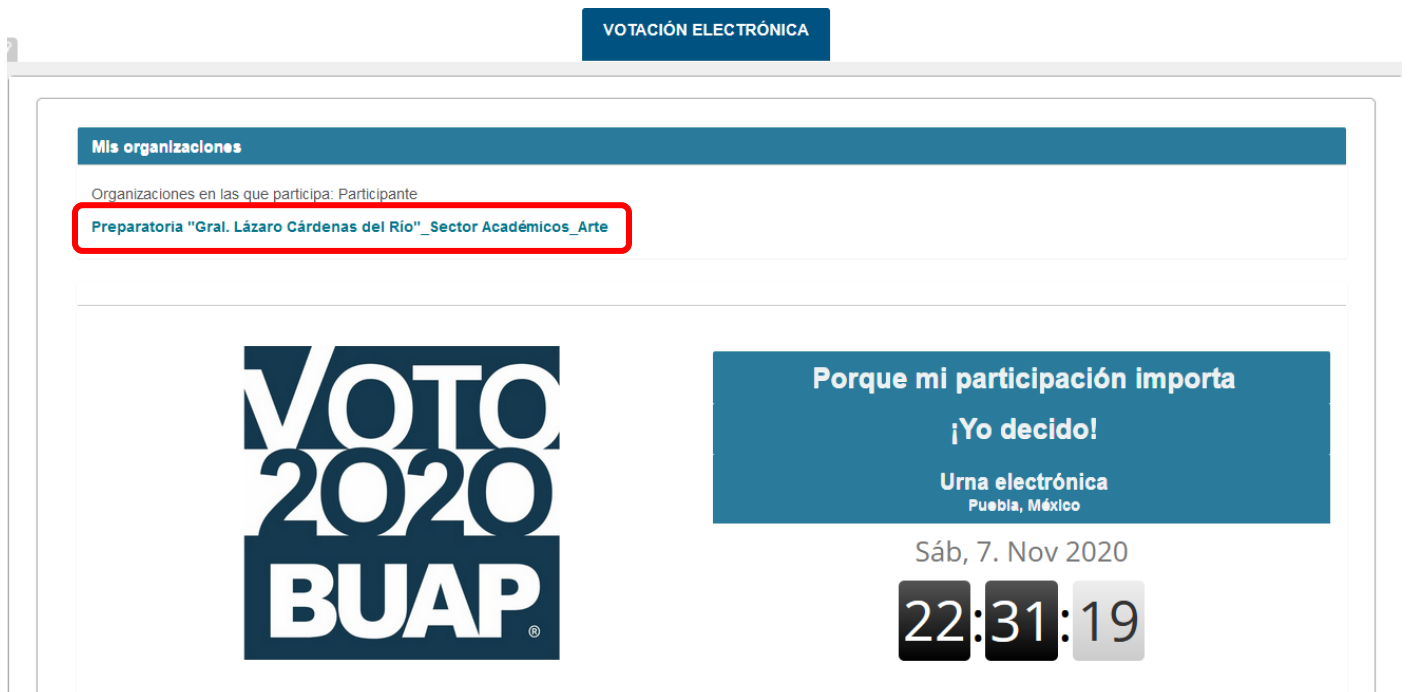 VOTACIÓN ELECTRÓNICA
Mis organizaciones
Organizaciones en las que participa: Participante
Preparatoria "Gral. Lázaro Cárdenas del Río"_Sector Académicos_Arte
VOTO
2020
BUAP®
Porque mi participación importa
¡Yo decido!
Urna electrónica
Puebla, México
Sáb, 7. Nov 2020
22:31:19